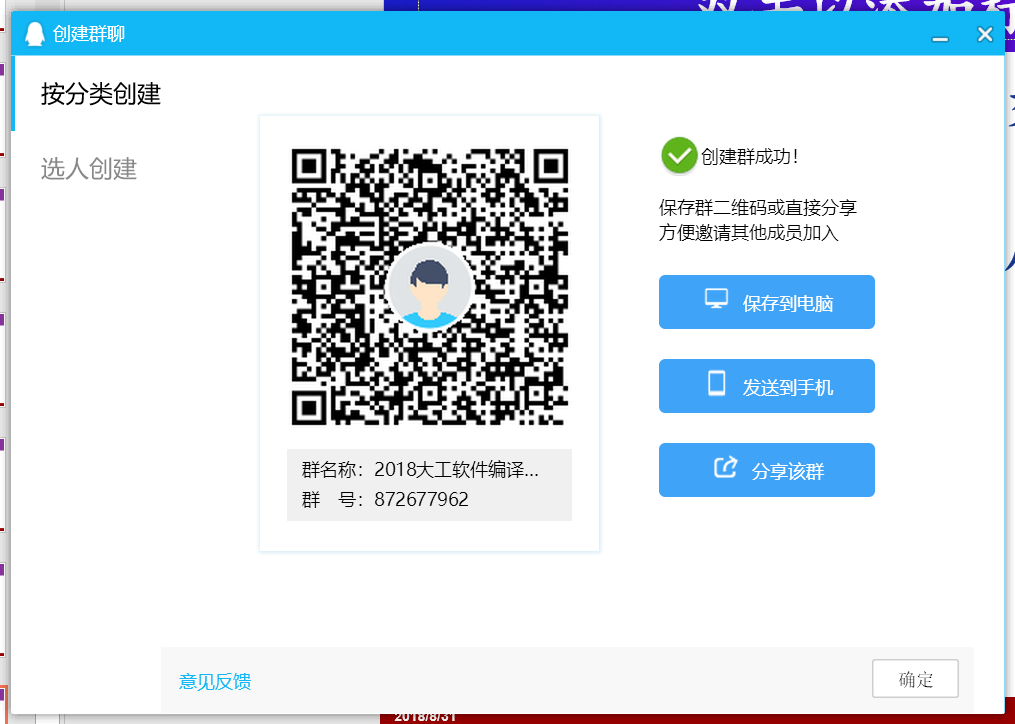 创建群聊
按分类创建
选人创建
创建群成功！
保存群二维码或直接分享
方便邀请其他成员加入
保存到电脑
发送到手机
分享该群
群名称：2018大工软件编译...
群 号：872677962
意见反馈
确定
2018/8/31